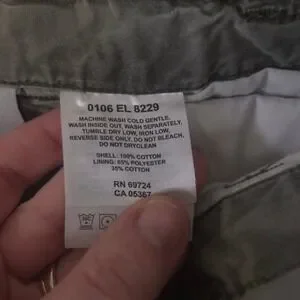 0106 EL 8229
MACHINE WASH COLD GENTLE,
WASH INSIDE OUT, WASH SEPARATELY,
TUMBLE DRY LOW, IRON LOW,
REVERSE SIDE ONLY, DO NOT BLEACH,
DO NOT DRYCLEAN
SHELL: 100% COTTON
LINING: 65% POLYESTER
35% COTTON
RN 69724
CA 05367